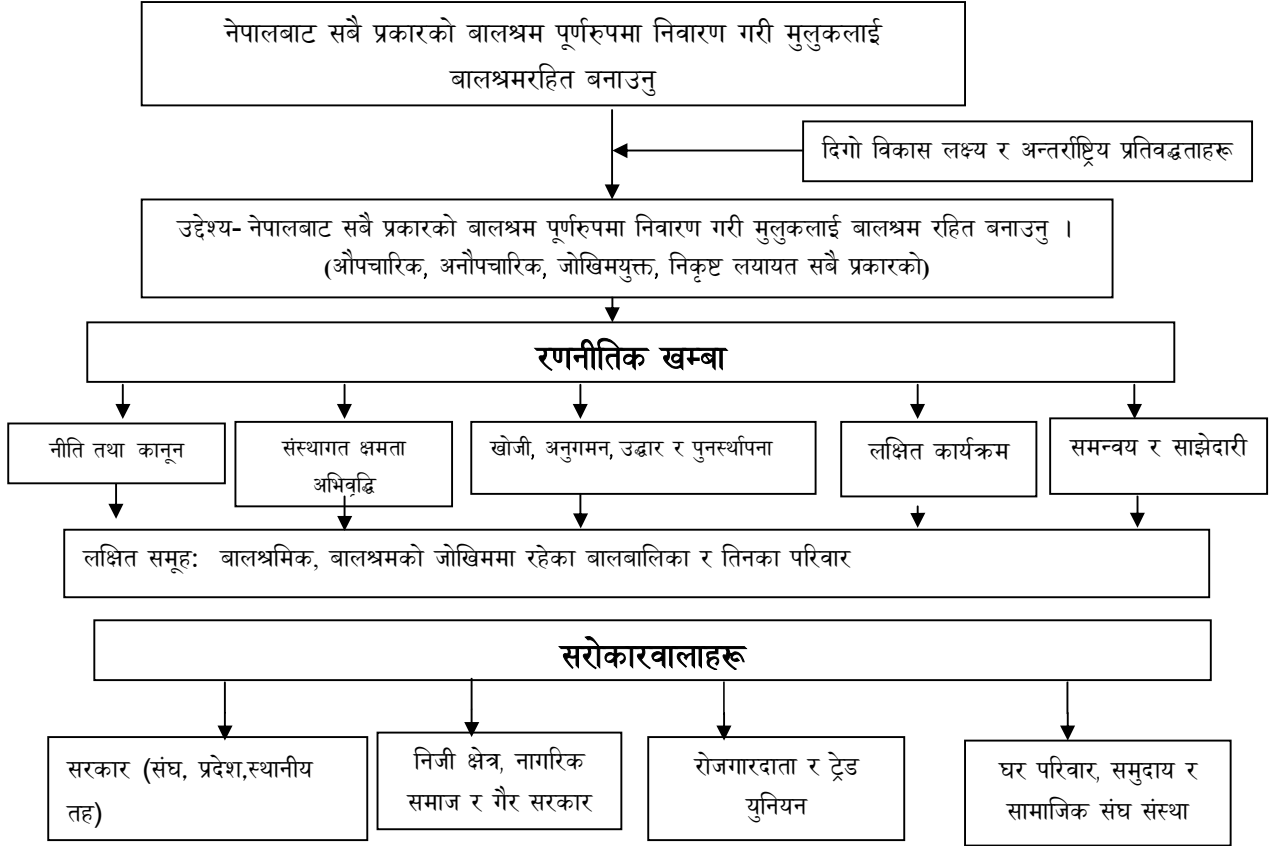 नेपालबाट सबै प्रकारको बालश्रम पूर्णरुपमा निवारण गरी मुलुकलाई
बालश्रमरहित बनाउनु
दिगो विकास लक्ष्य र अन्तर्राष्ट्रिय प्रतिवद्धताहरू
उद्देश्य- नेपालबाट सबै प्रकारको बालश्रम पूर्णरुपमा निवारण गरी मुलुकलाई बालश्रम रहित बनाउनु ।
(औपचारिक, अनौपचारिक, जोखिमयुक्त, निकृष्ट लयायत सबै प्रकारको)
रणनीतिक खम्बा
नीति तथा कानून
संस्थागत क्षमता
अभिवृद्धि
खोजी, अनुगमन, उद्धार र पुनर्स्थापना
लक्षित कार्यक्रम
समन्वय र साझेदारी
लक्षित समूह: बालश्रमिक, बालश्रमको जोखिममा रहेका बालबालिका र तिनका परिवार
सरोकारवालाहरू
सरकार (संघ, प्रदेश,स्थानीय
तह)
निजी क्षेत्र, नागरिक
समाज र गैर सरकार
रोजगारदाता र ट्रेड
युनियन
घर परिवार, समुदाय र
सामाजिक संघ संस्था